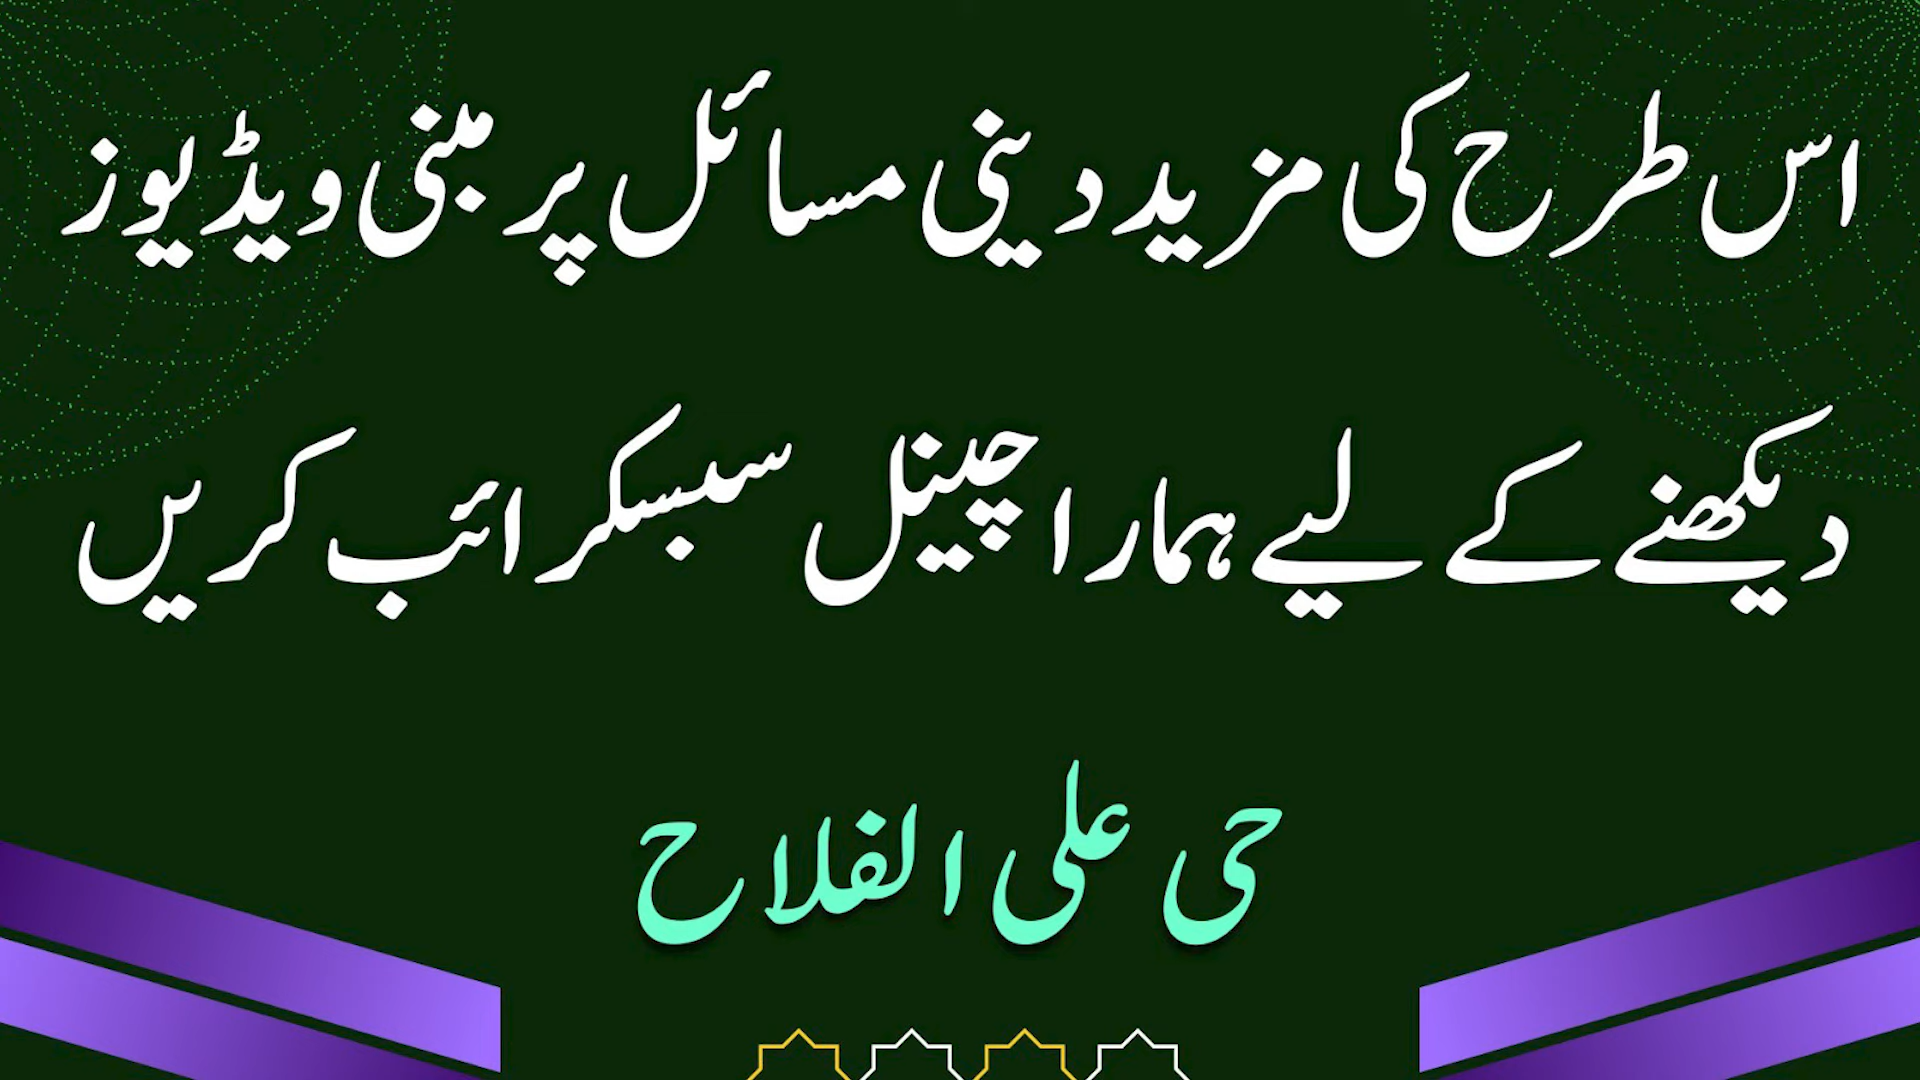 اس طرح کی مزید دینی مسائل پر مبنی ویڈیوز
دیکھنے کے لیے ہمارا چینل سبسکرائب کریں
حی علی الفلاح